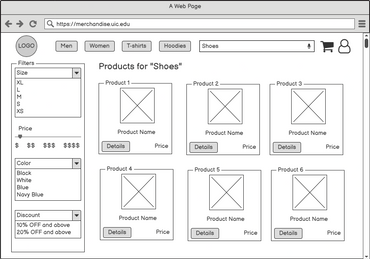 A Web Page
https://merchandise.uic.edu
LOGO
Men
Women
T-shirts
Hoodies
Shoes
Filters
Size
XL
L
M
S
XS
Price
$ $$ $$$ $$$$
Color
Black
White
Blue
Navy Blue
Discount
10% OFF and above
20% OFF and above
Products for "Shoes"
Product 1
Product Name
Details
Price
Product 2
Product Name
Details
Price
Product 3
Product Name
Details
Price
Product 4
Product Name
Details
Price
Product 5
Product Name
Details
Price
Product 6
Product Name
Details
Price